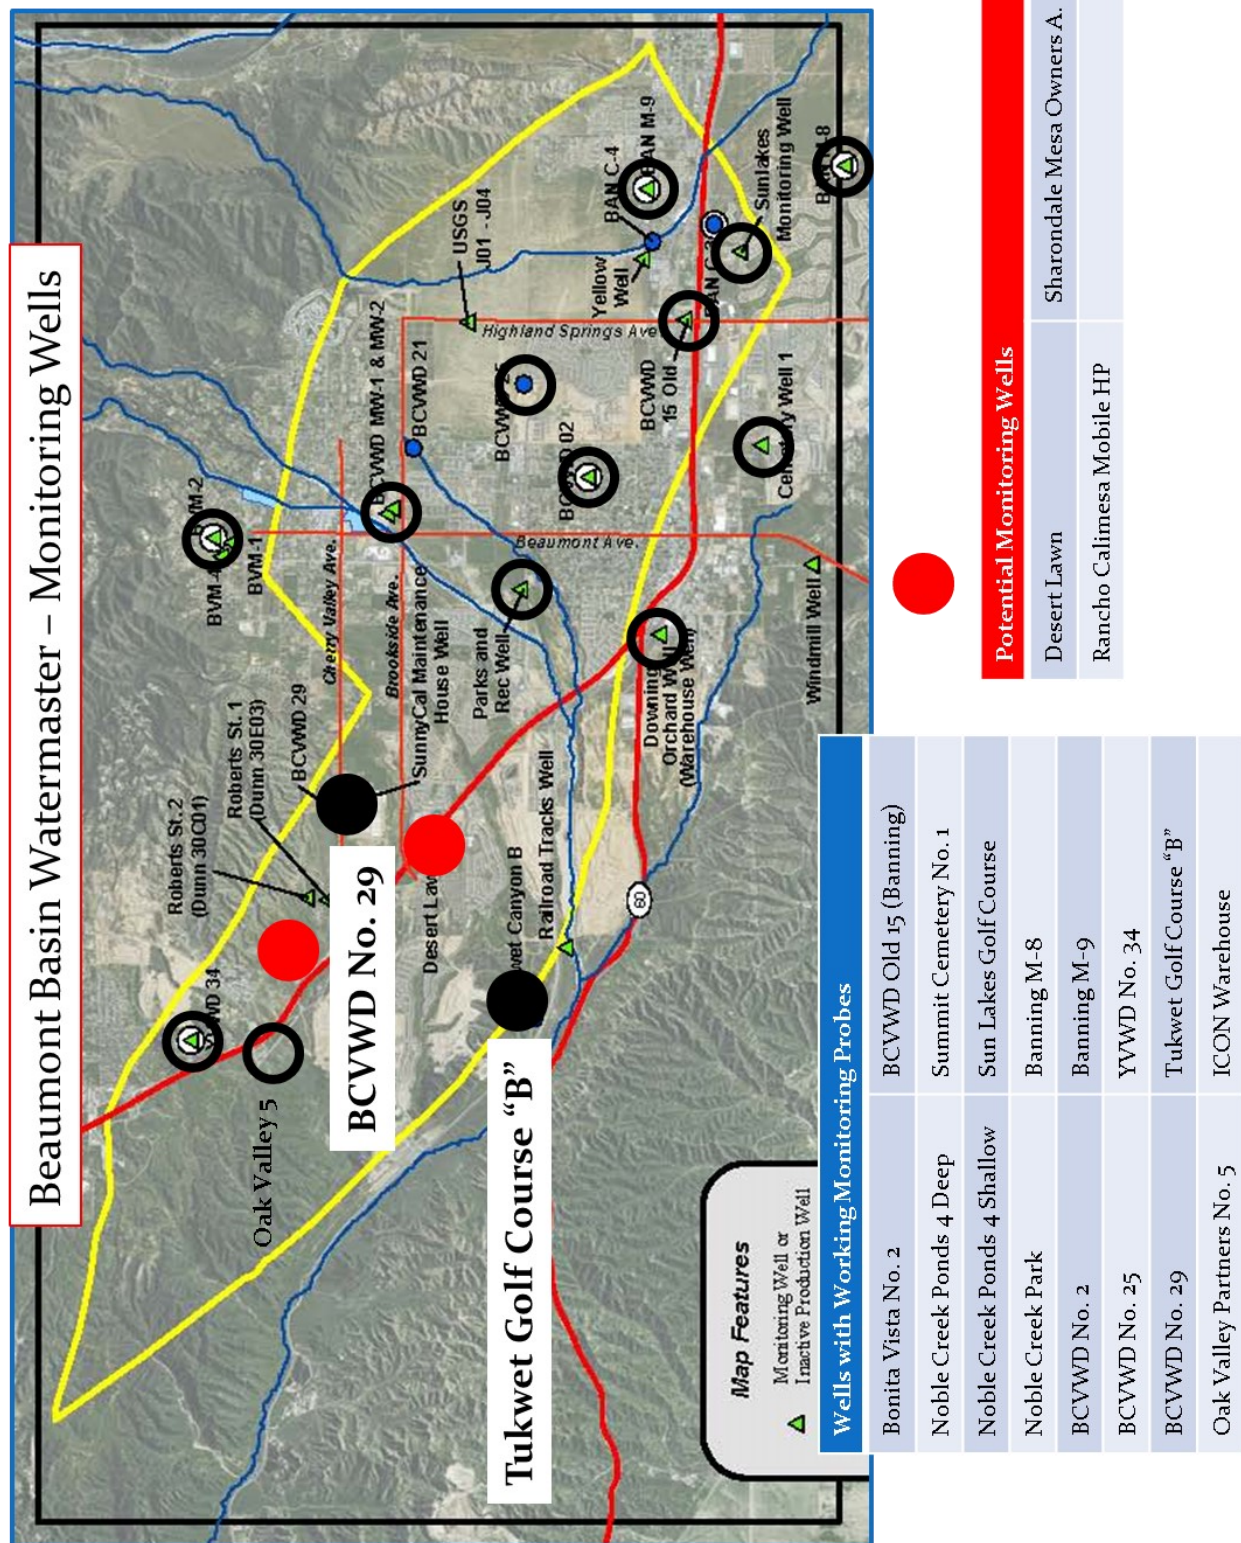 Beaumont Basin Watermaster – Monitoring Wells
YVWD 34
Oak Valley 5
Roberts St. 2
(Dunn 30C01)
Roberts St. 1
(Dunn 30E03)
BCVWD 29
BCVWD No. 29
SunnyCal Maintenance
House Well
Desert
Tukwet Golf Course “B”
Canyon B
Railroad Tracks Well
60
Cherry Valley Ave.
Brookside Ave.
BVM-1
BCVWD MW-1 & MW-2
BCVWD 21
USGS
J01 - J04
Highland Springs Ave.
Beaumont Ave.
Parks and
Rec Well
BCVWD
15 Old
Yellow
Well
BAN C-4
BAN M-9
Sunlakes
Monitoring Well
Well 1
Downing
Orchard
(Warehouse Well)
Windmill Well
Map Features
Monitoring Well or
Inactive Production Well
Wells with Working Monitoring Probes
Bonita Vista No. 2 BCVWD Old 15 (Banning)
Noble Creek Ponds 4 Deep Summit Cemetery No. 1
Noble Creek Ponds 4 Shallow Sun Lakes Golf Course
Noble Creek Park Banning M-8
BCVWD No. 2 Banning M-9
BCVWD No. 25 YVWD No. 34
BCVWD No. 29 Tukwet Golf Course “B”
Oak Valley Partners No. 5 ICON Warehouse
Potential Monitoring Wells
Desert Lawn Sharondale Mesa Owners A.
Rancho Calimesa Mobile HP